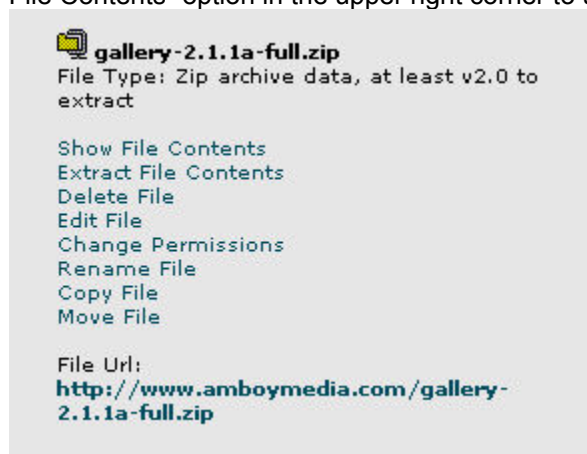 File Contents" option in the upper right corner to
gallery-2.1.1a-full.zip
File Type: Zip archive data, at least v2.0 to
extract
Show File Contents
Extract File Contents
Delete File
Edit File
Change Permissions
Rename File
Copy File
Move File
File Url:
http://www.amboymedia.com/gallery-
2.1.1a-full.zip